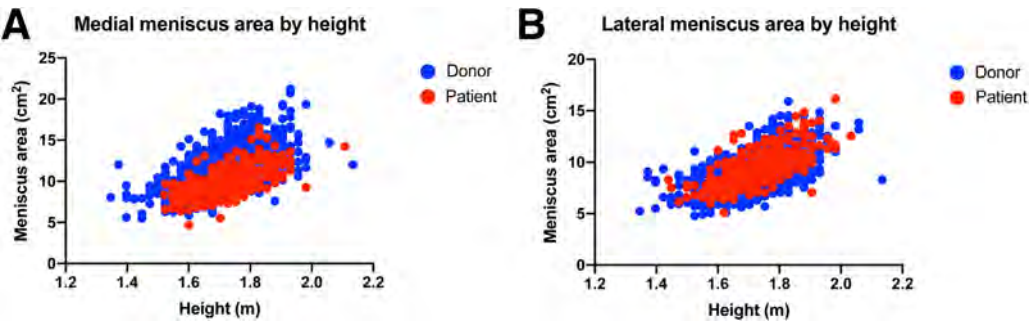 A
Medial meniscus area by height
Meniscus area (cm²)
25
20
15
10
5
0
1.2
1.4
1.6
1.8
2.0
2.2
Height (m)
Donor
Patient
B
Lateral meniscus area by height
Meniscus area (cm²)
20
15
10
5
0
1.2
1.4
1.6
1.8
2.0
2.2
Height (m)
Donor
Patient